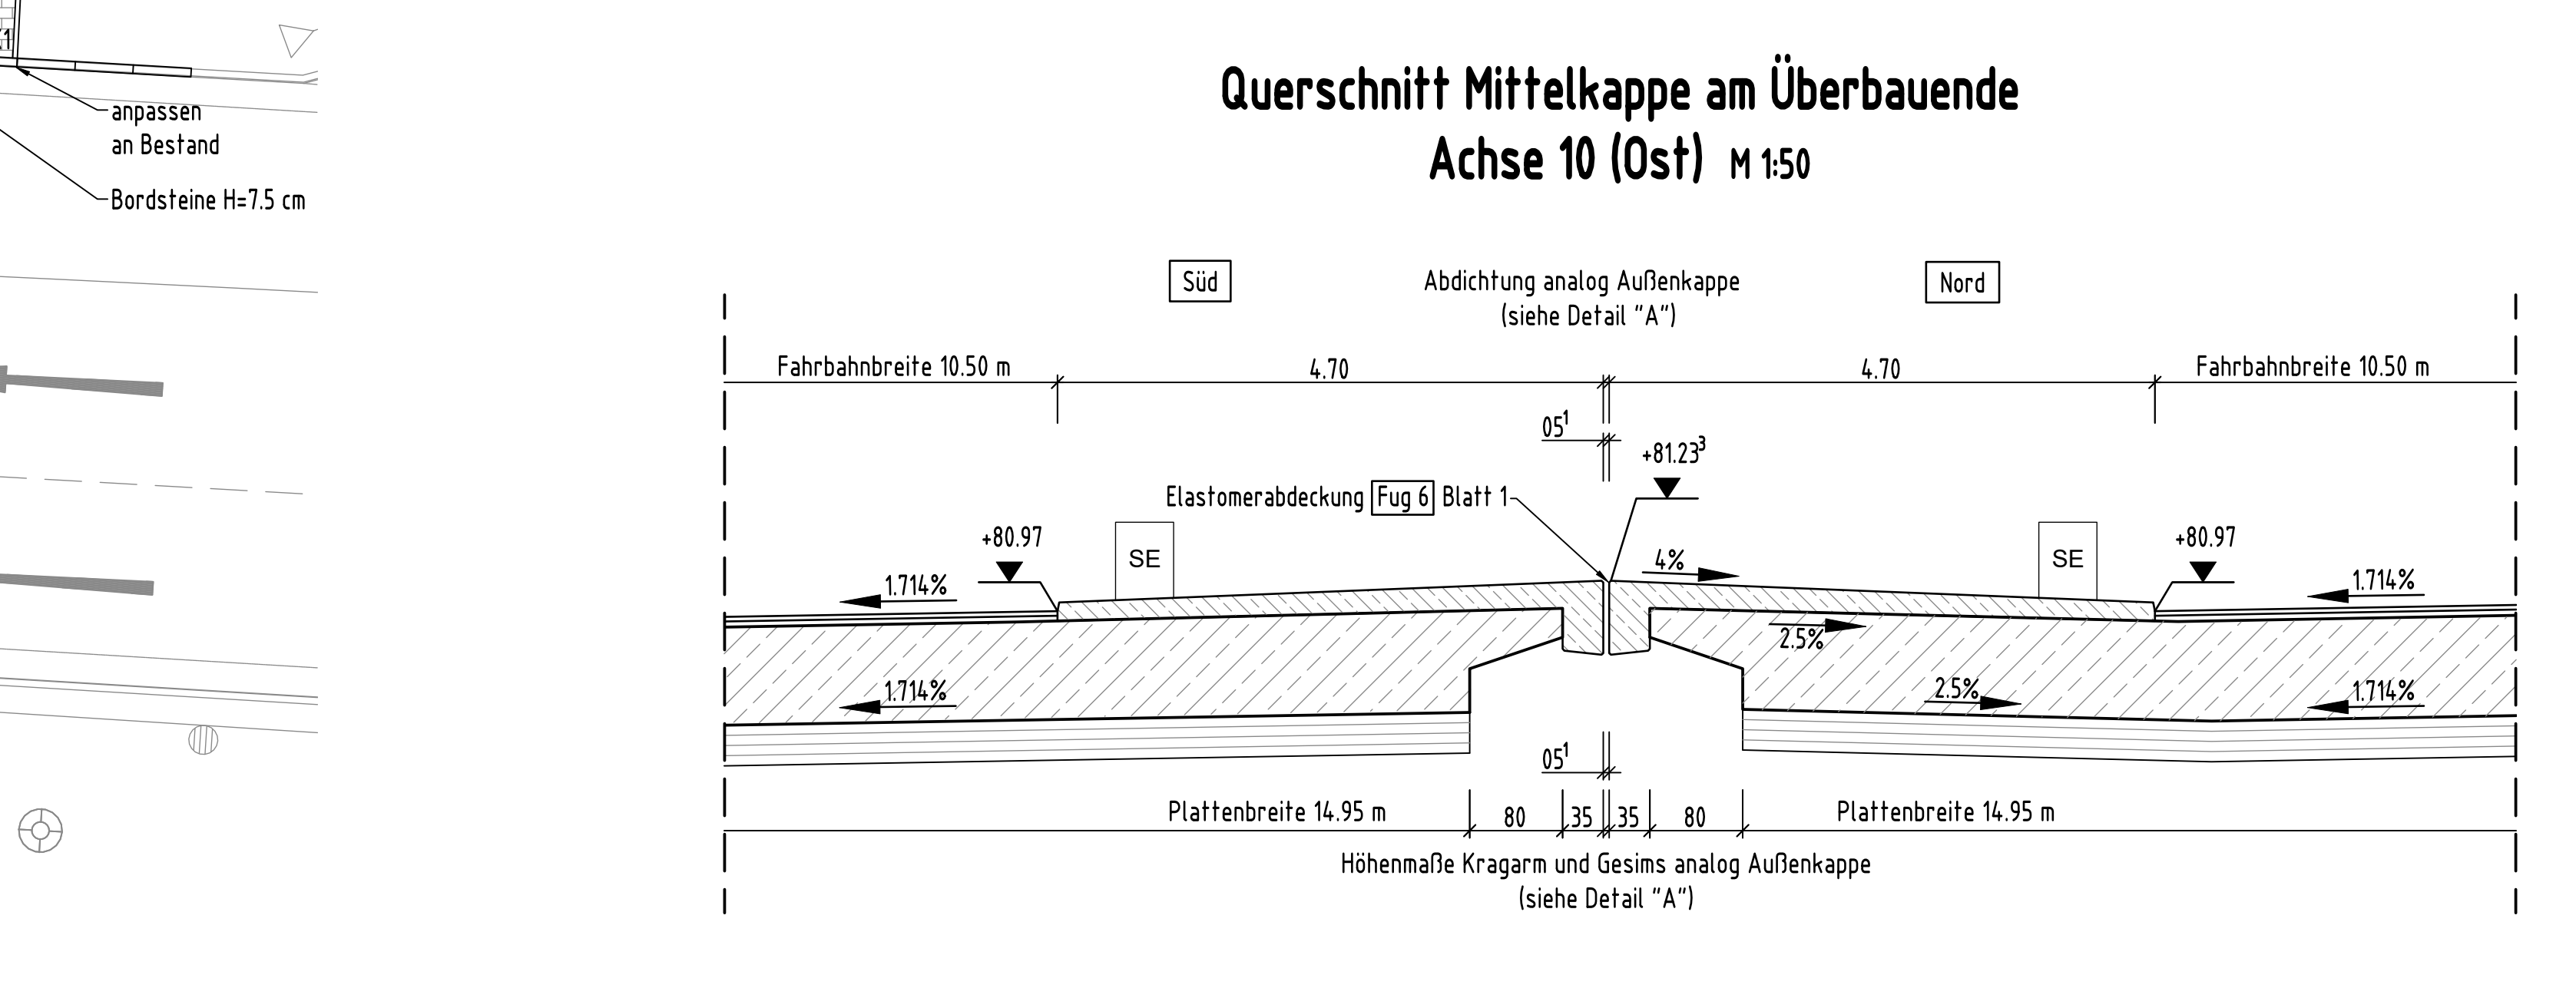 anpassen
an Bestand
Bordsteine H=7.5 cm
Querschnitt Mittelkappe am Überbauende
Achse 10 (Ost) M 1:50
Süd
Abdichtung analog Außenkappe
(siehe Detail "A")
Nord
Fahrbahnbreite 10.50 m
4.70
4.70
Fahrbahnbreite 10.50 m
05¹
+81.23³
Elastomerabdeckung Fug 6 Blatt 1
+80.97
SE
4%
SE
+80.97
1.714%
1.714%
2.5%
1.714%
2.5%
1.714%
05¹
Plattenbreite 14.95 m
80
35
35
80
Plattenbreite 14.95 m
Höhenmaße Kragarm und Gesims analog Außenkappe
(siehe Detail "A")